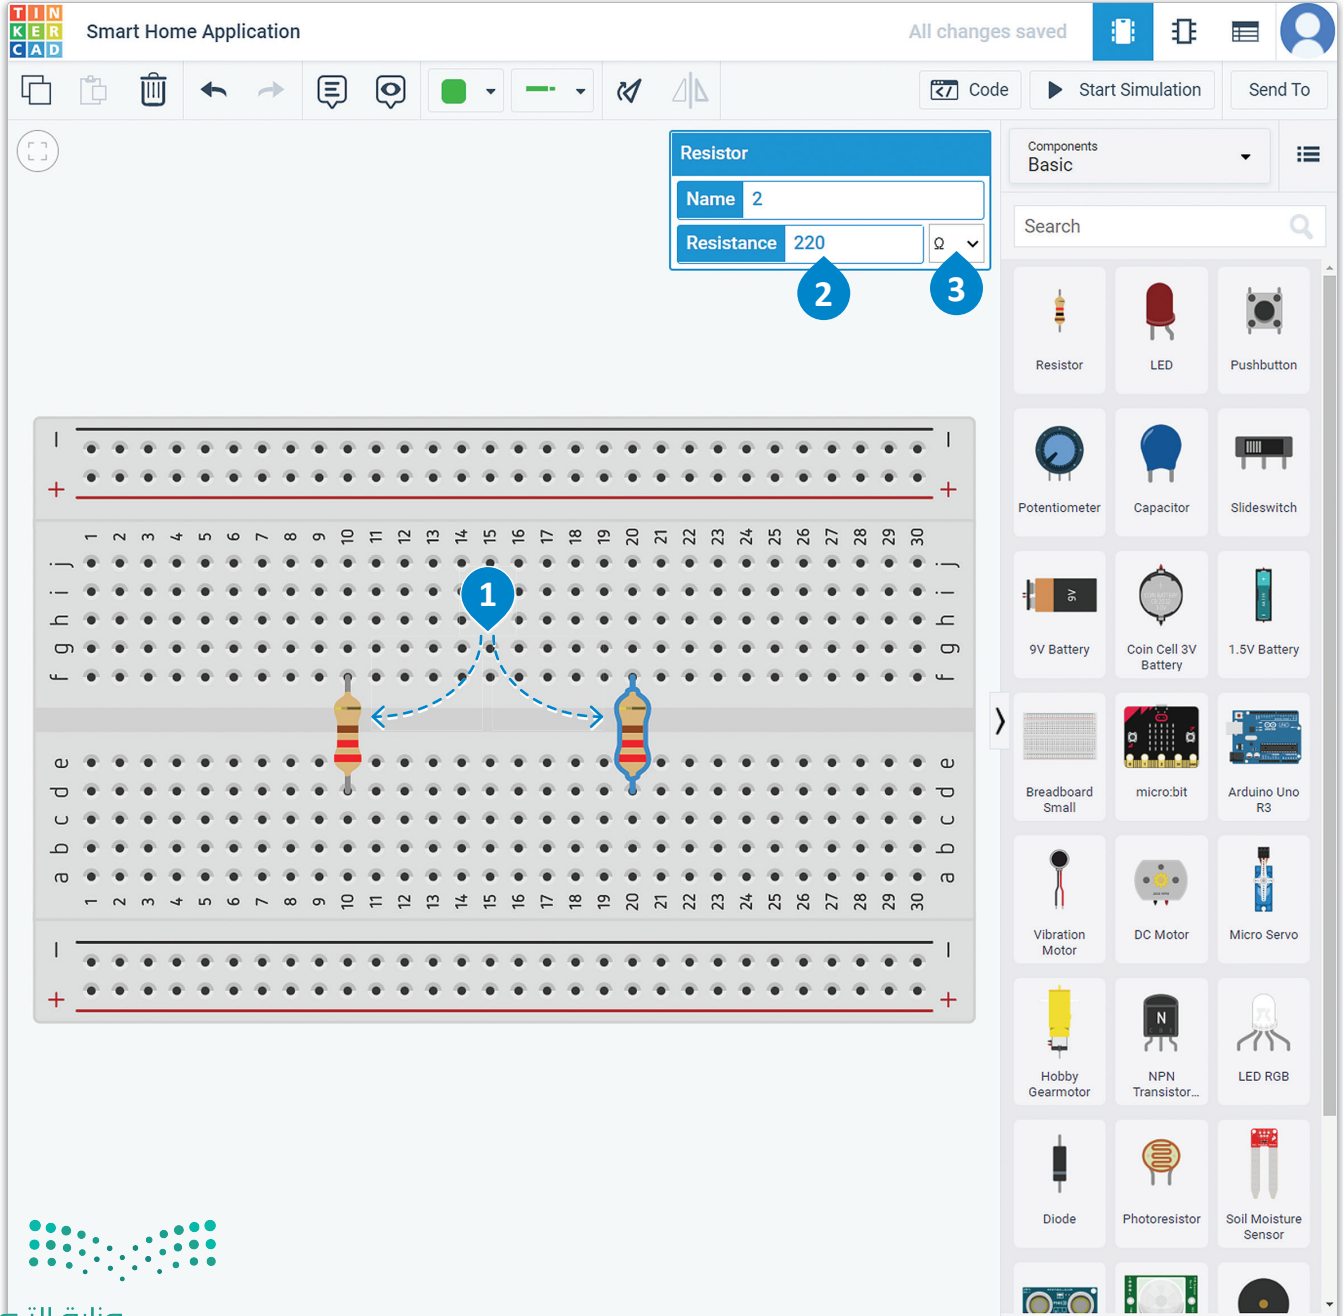 TIN
KER
CAD
Smart Home Application
All changes saved
Code
Start Simulation
Send To
Resistor
Name 2
Resistance 220 Ω
2
3
Components
Basic
Search
Resistor
LED
Pushbutton
Potentiometer
Capacitor
Slideswitch
9V
9V Battery
Coin Cell 3V
Battery
1.5V Battery
Breadboard
Small
micro:bit
Arduino Uno
R3
Vibration
Motor
DC Motor
Micro Servo
N
Hobby
Gearmotor
NPN
Transistor...
LED RGB
Diode
Photoresistor
Soil Moisture
Sensor
1
− −
+ +
1 2 3 4 5 6 7 8 9 10 11 12 13 14 15 16 17 18 19 20 21 22 23 24 25 26 27 28 29 30
j j
i i
h h
g g
f f
e e
d d
c c
b b
a a
1 2 3 4 5 6 7 8 9 10 11 12 13 14 15 16 17 18 19 20 21 22 23 24 25 26 27 28 29 30
− −
+ +